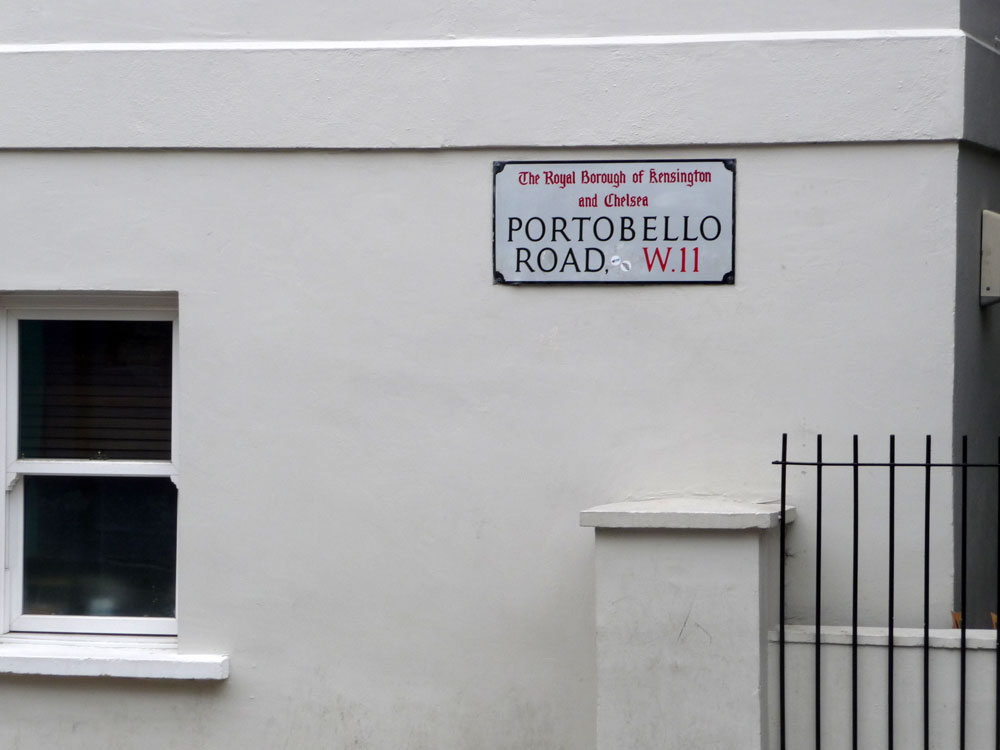 The Royal Borough of Kensington
and Chelsea
PORTOBELLO
ROAD, W.11